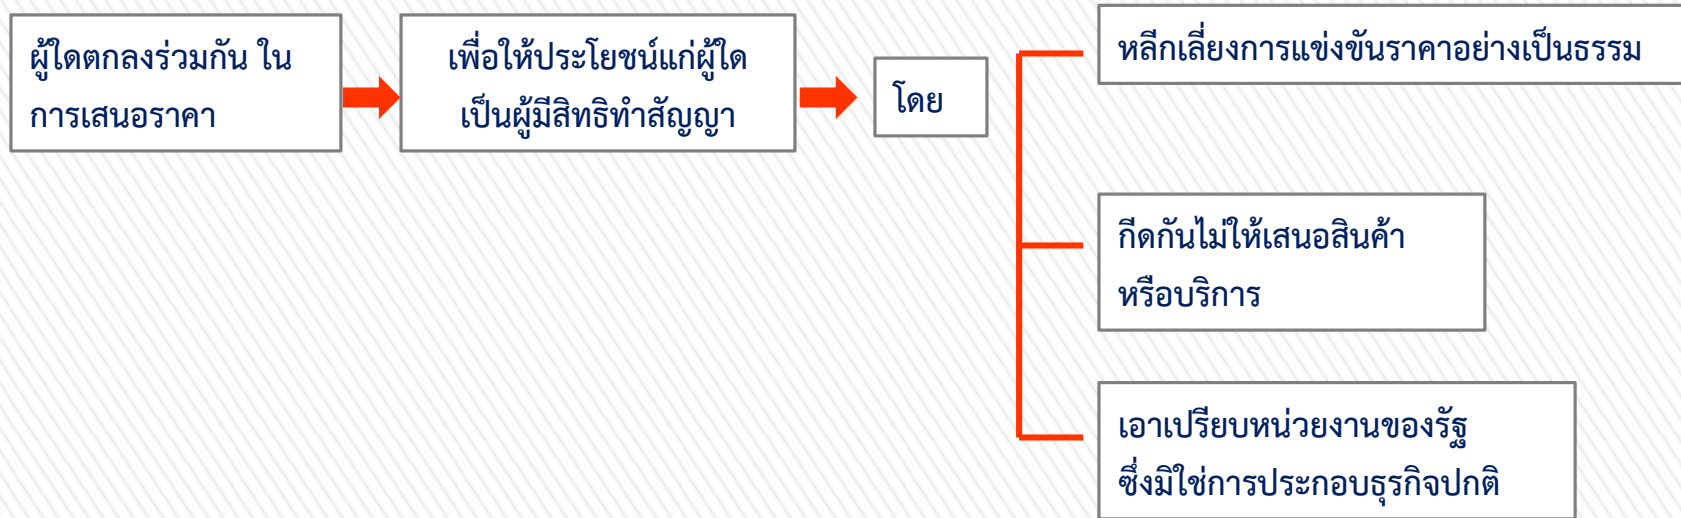 ผู้ใดตกลงร่วมกัน ใน
การเสนอราคา
เพื่อให้ประโยชน์แก่ผู้ใด
เป็นผู้มีสิทธิทำสัญญา
โดย
หลีกเลี่ยงการแข่งขันราคาอย่างเป็นธรรม
กีดกันไม่ให้เสนอสินค้า
หรือบริการ
เอาเปรียบหน่วยงานของรัฐ
ซึ่งมิใช่การประกอบธุรกิจปกติ